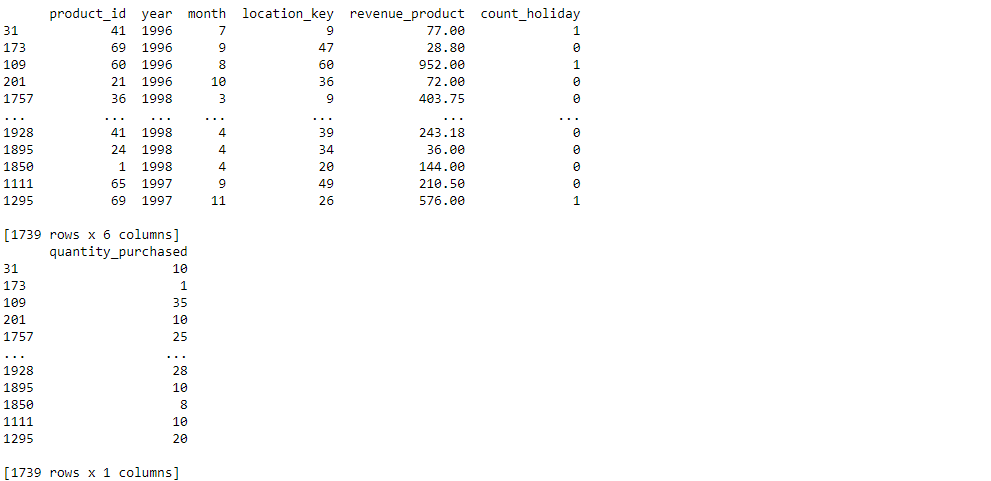 product_id year month location_key revenue_product count_holiday
31 41 1996 7 9 77.00 1
173 69 1996 9 47 28.80 0
109 60 1996 8 60 952.00 1
201 21 1996 10 36 72.00 0
1757 36 1998 3 9 403.75 0
... ... ... ... ... ... ...
1928 41 1998 4 39 243.18 0
1895 24 1998 4 34 36.00 0
1850 1 1998 4 20 144.00 0
1111 65 1997 9 49 210.50 0
1295 69 1997 11 26 576.00 1
[1739 rows x 6 columns]
quantity_purchased
31 10
173 1
109 35
201 10
1757 25
... ...
1928 28
1895 10
1850 8
1111 10
1295 20
[1739 rows x 1 columns]